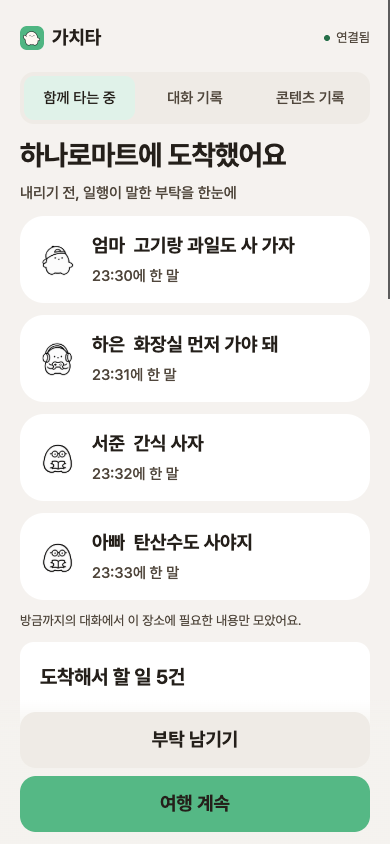 가치타
연결됨
함께 타는 중 대화 기록 콘텐츠 기록
하나로마트에 도착했어요
내리기 전, 일행이 말한 부탁을 한눈에
엄마 고기랑 과일도 사 가자
23:30에 한 말
하은 화장실 먼저 가야 돼
23:31에 한 말
서준 간식 사자
23:32에 한 말
아빠 탄산수도 사야지
23:33에 한 말
방금까지의 대화에서 이 장소에 필요한 내용만 모았어요.
도착해서 할 일 5건
부탁 남기기
여행 계속